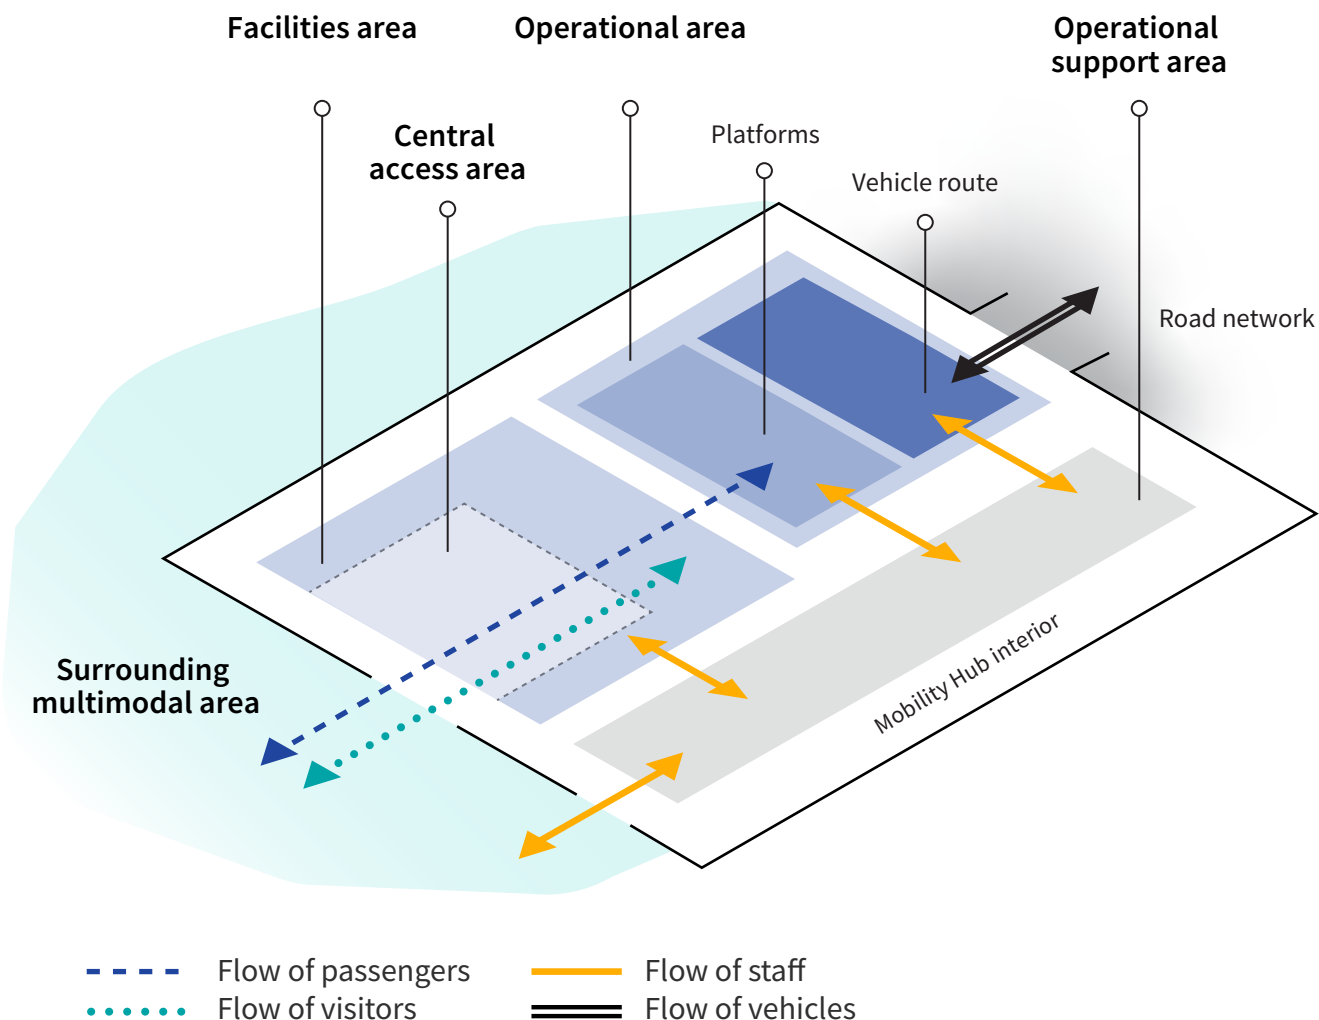 Facilities area
Operational area
Operational
support area
Central
access area
Platforms
Vehicle route
Road network
Surrounding
multimodal area
Mobility Hub interior
Flow of passengers
Flow of staff
Flow of visitors
Flow of vehicles